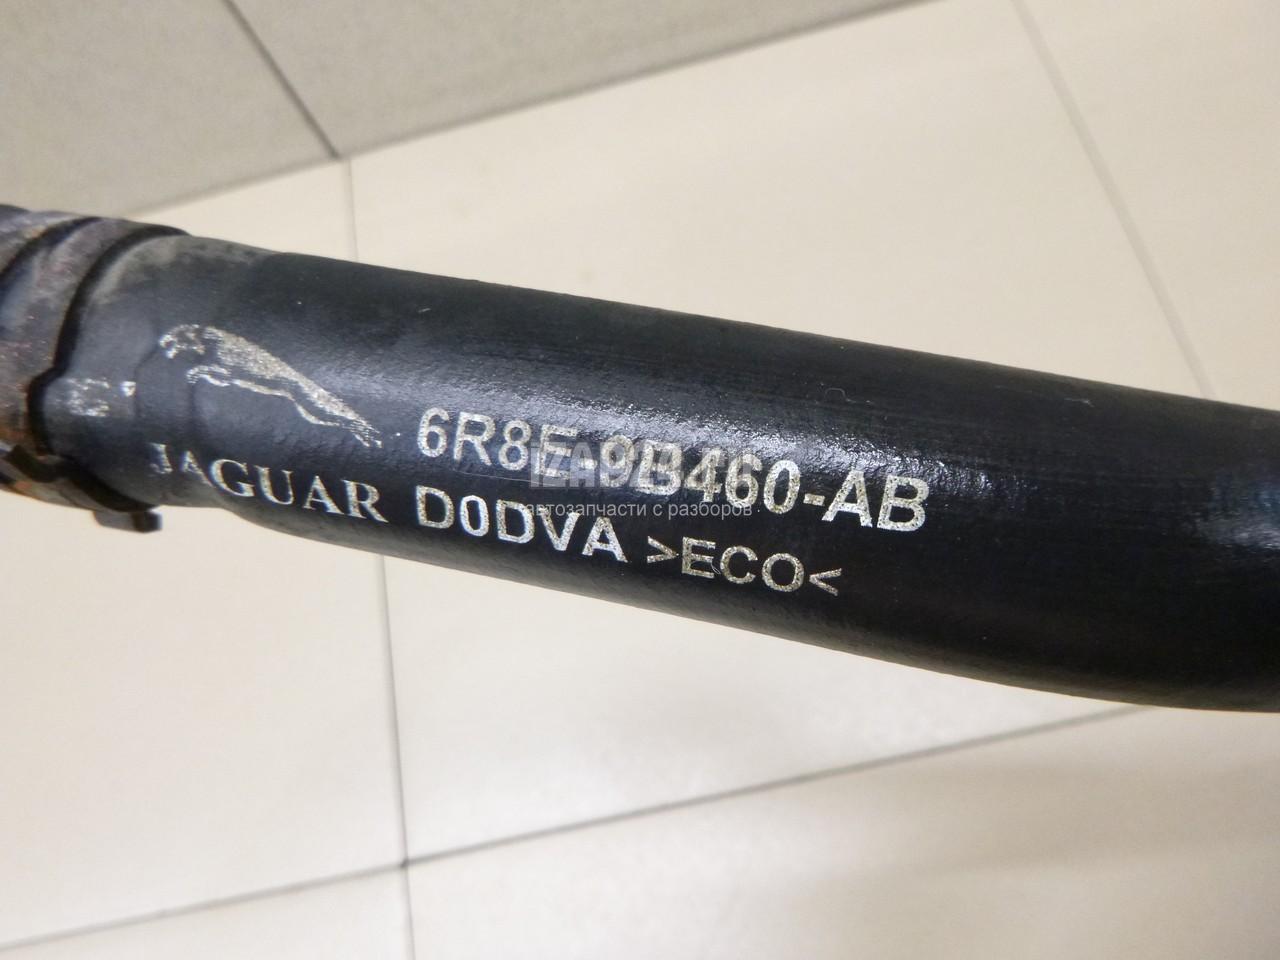 6R8E-9B460-AB
JAGUAR D0DVA >ECO<
автозапчасти с разборов